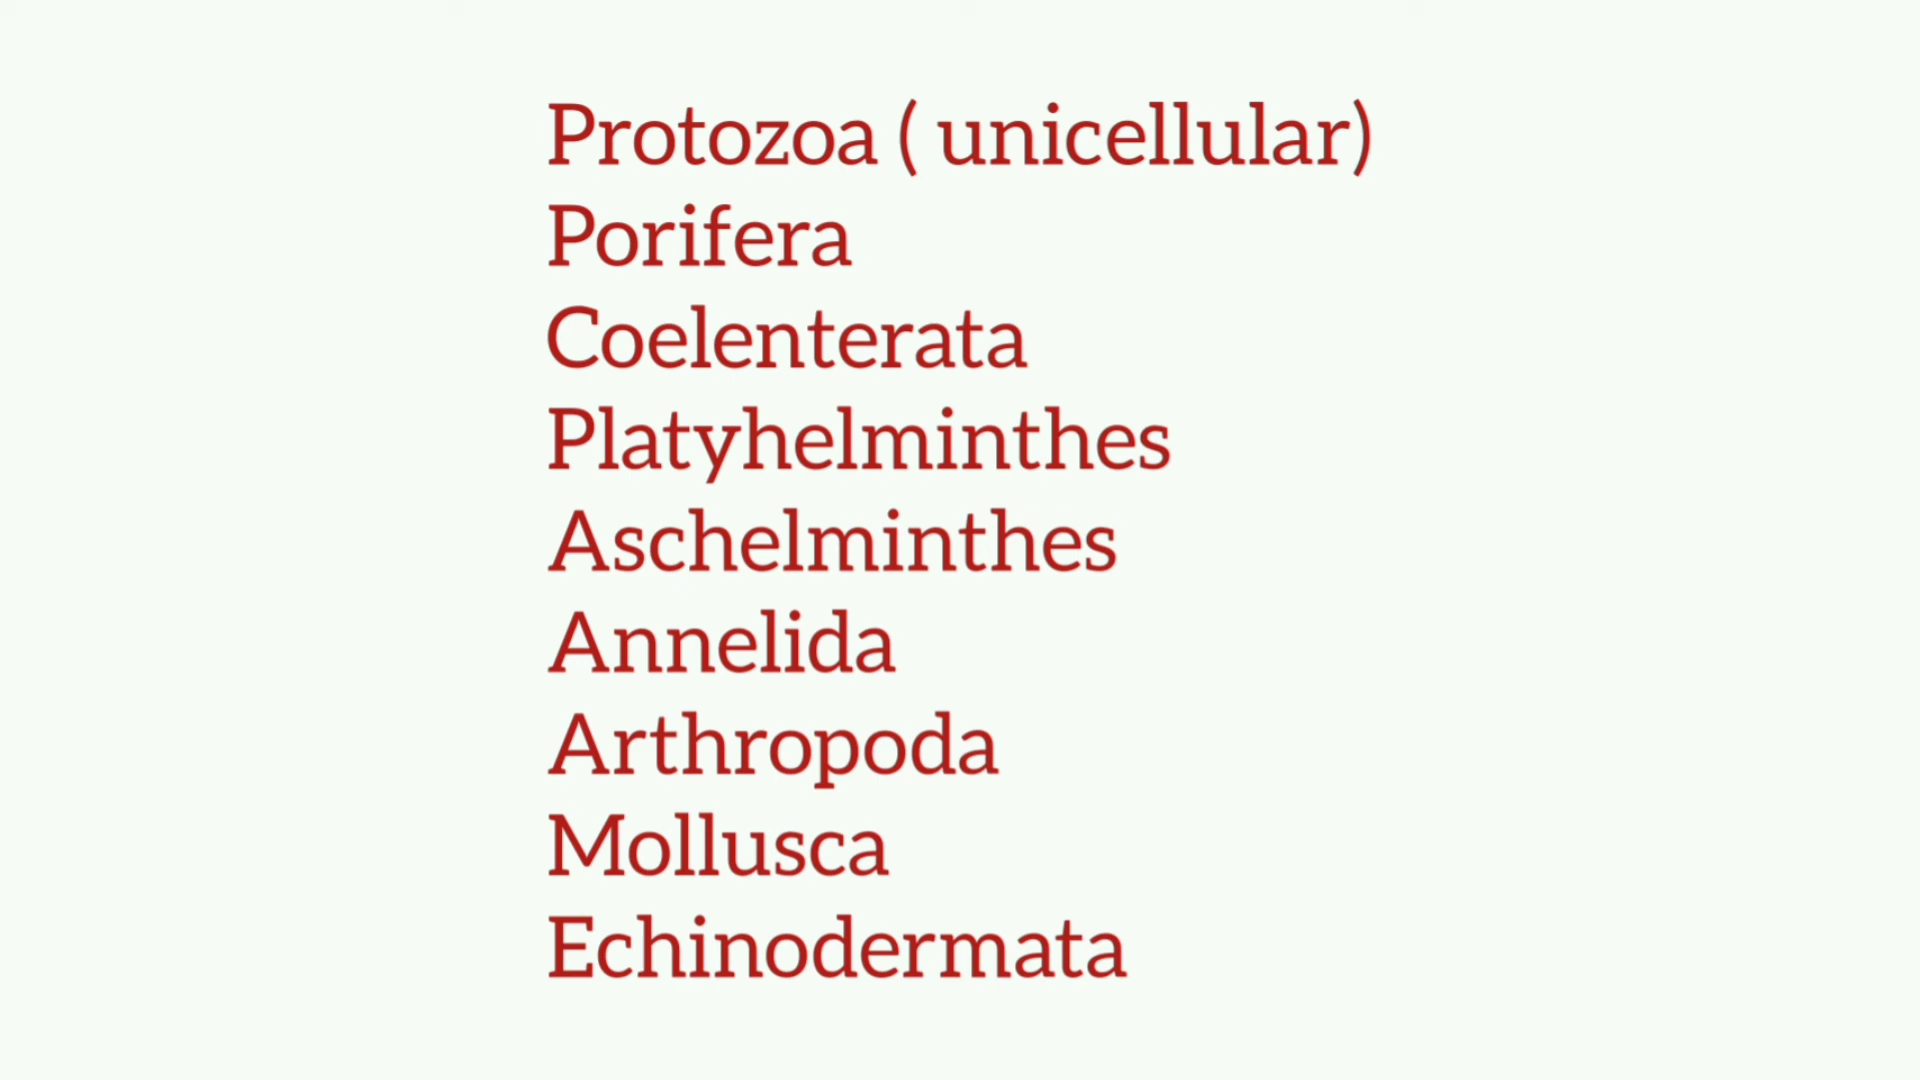 Protozoa ( unicellular)
Porifera
Coelenterata
Platyhelminthes
Aschelminthes
Annelida
Arthropoda
Mollusca
Echinodermata